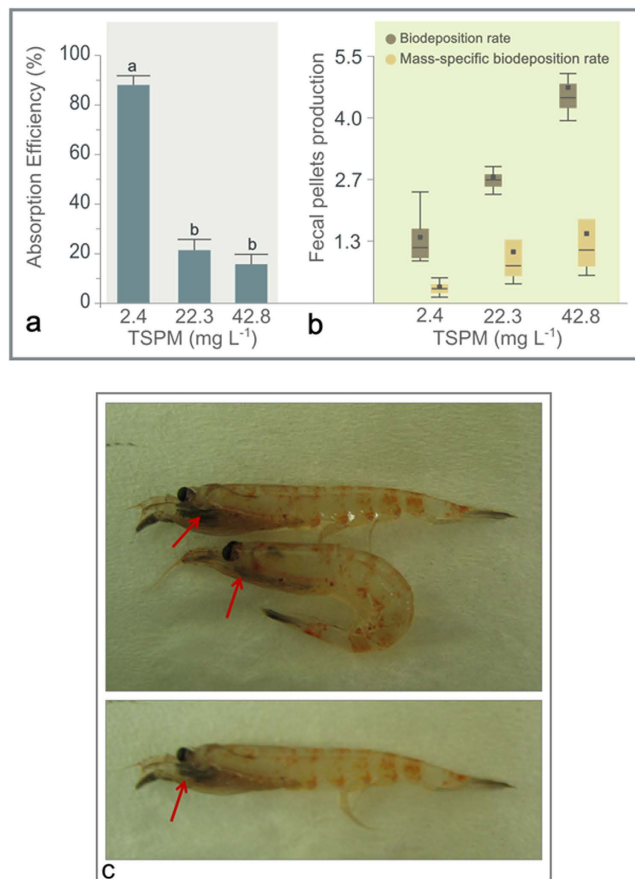 Absorption Efficiency (%)
100
80
60
40
20
0
a
b
b
2.4
22.3
42.8
TSPM (mg L⁻¹)
a
Biodeposition rate
Mass-specific biodeposition rate
Fecal pellets production
5.5
4.0
2.7
1.3
2.4
22.3
42.8
TSPM (mg L⁻¹)
b
c